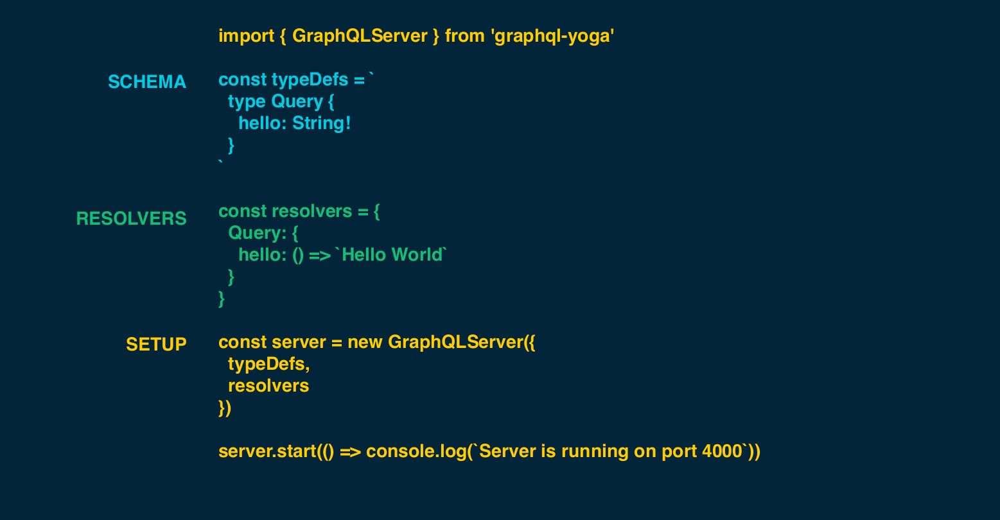 import { GraphQLServer } from 'graphql-yoga'
SCHEMA
const typeDefs = `
type Query {
hello: String!
}
`
RESOLVERS
const resolvers = {
Query: {
hello: () => `Hello World`
}
}
SETUP
const server = new GraphQLServer({
typeDefs,
resolvers
})
server.start(() => console.log(`Server is running on port 4000`))